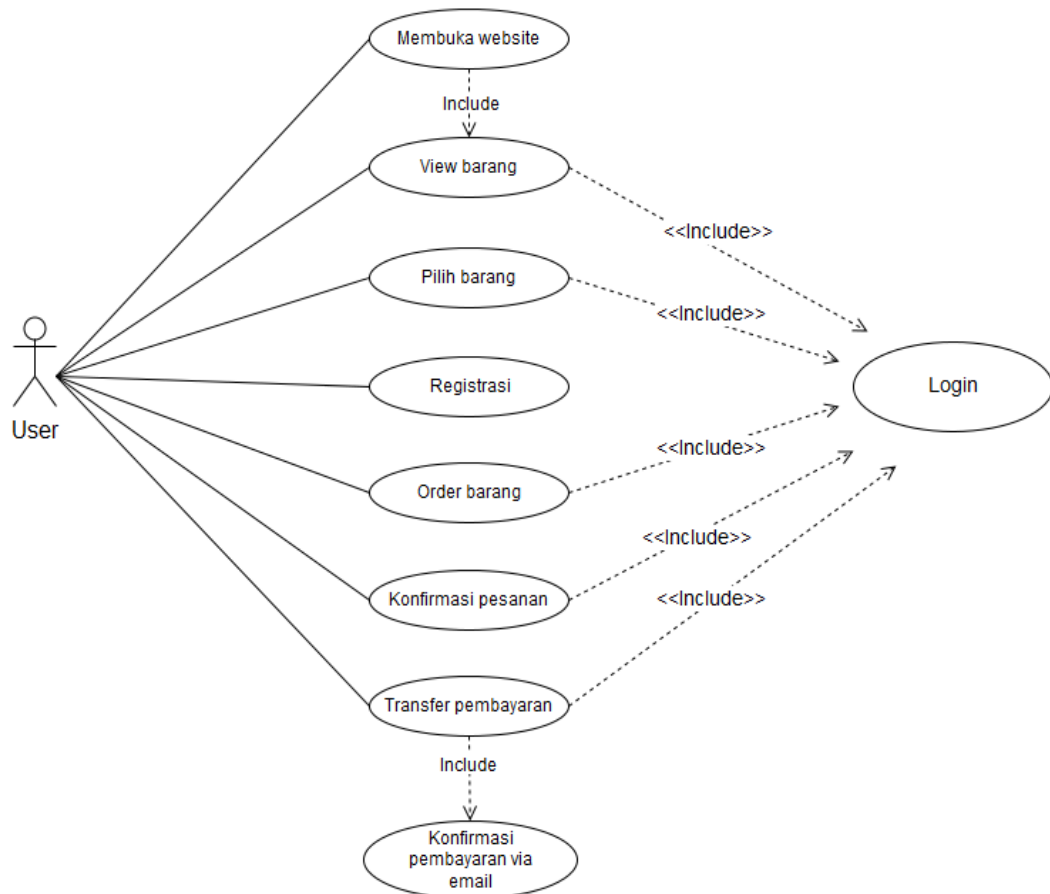 Membuka website
Include
View barang
<<Include>>
Pilih barang
<<Include>>
Registrasi
Login
User
<<Include>>
Order barang
<<Include>>
Konfirmasi pesanan
<<Include>>
Transfer pembayaran
Include
Konfirmasi
pembayaran via
email